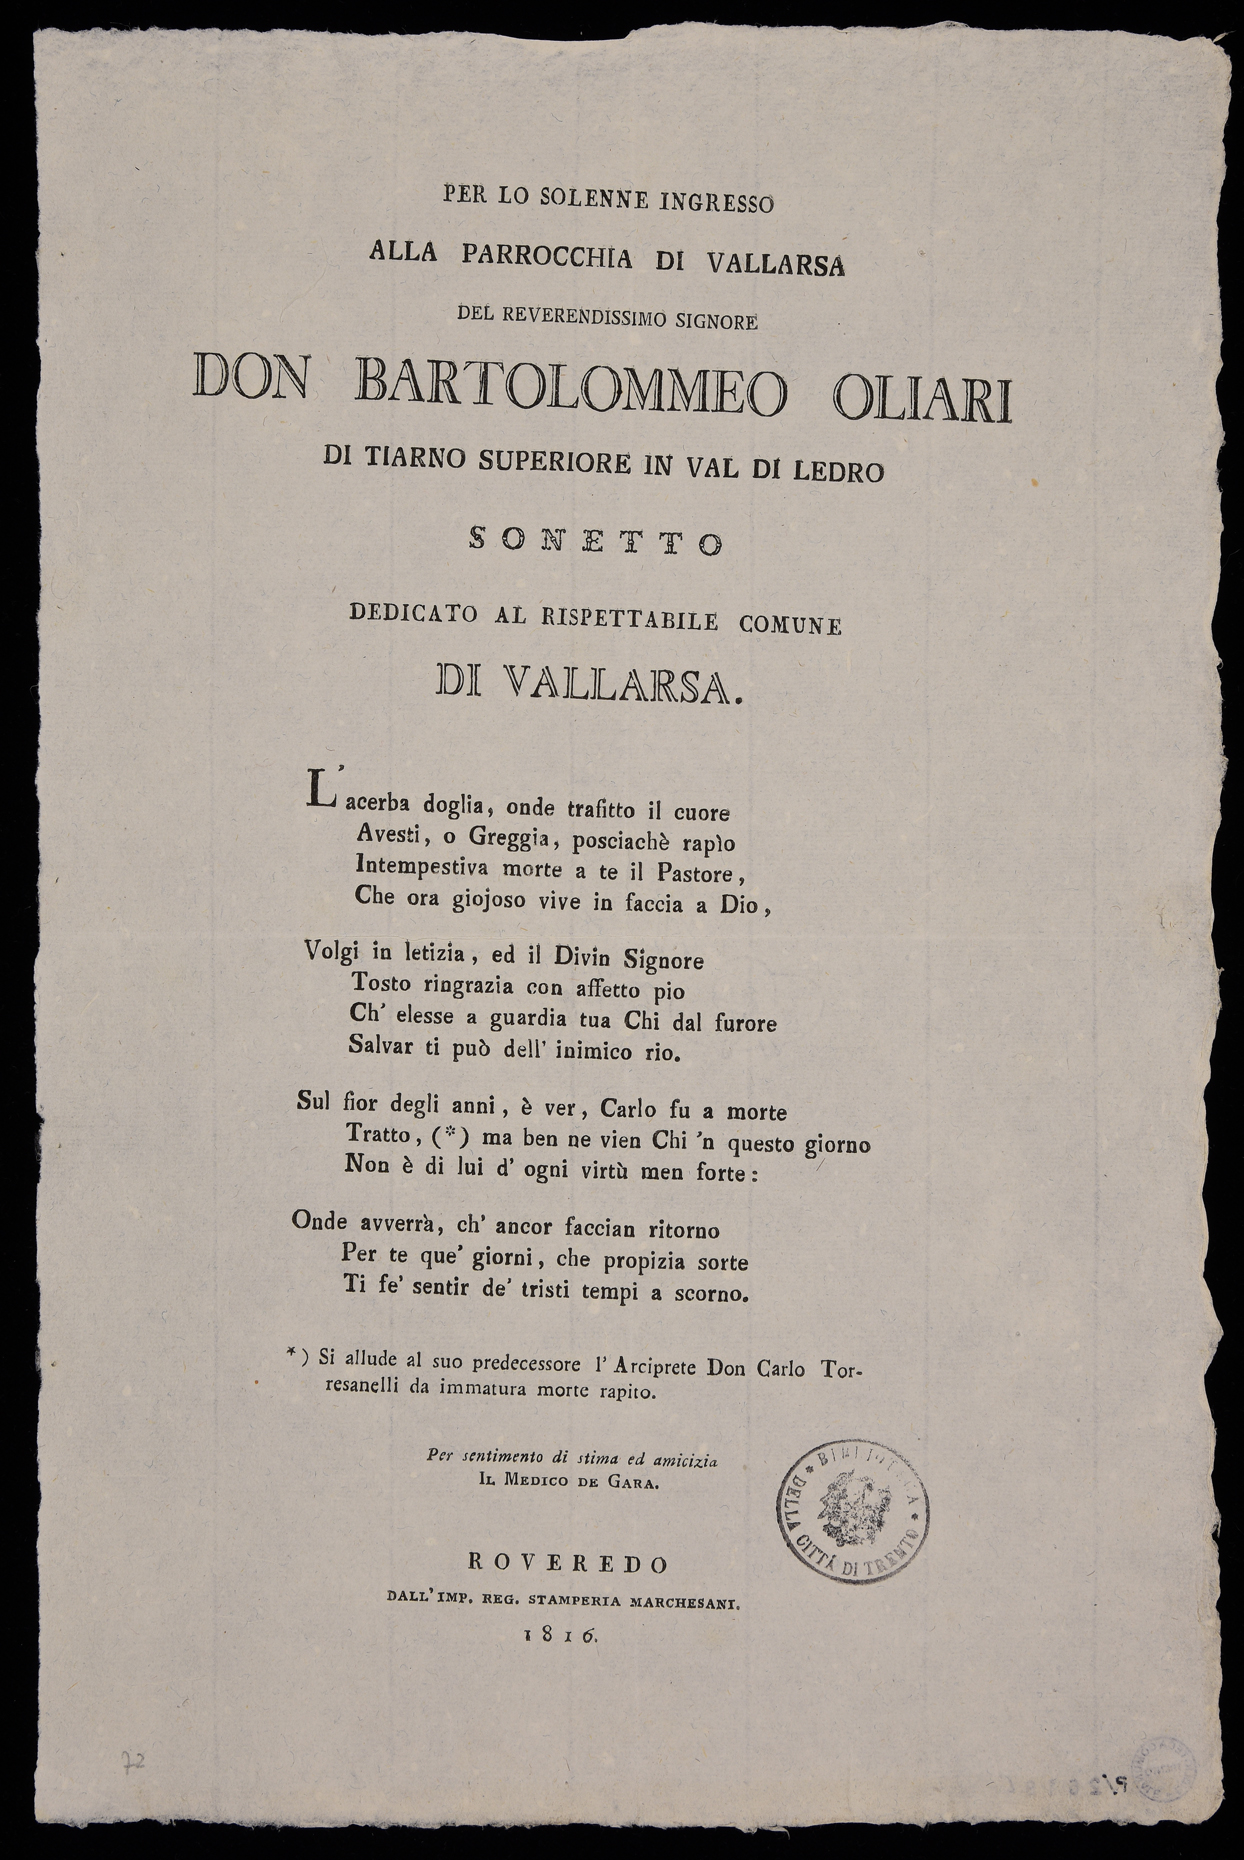 PER LO SOLENNE INGRESSO
ALLA PARROCCHIA DI VALLARSA
DEL REVERENDISSIMO SIGNORE
DON BARTOLOMMEO OLIARI
DI TIARNO SUPERIORE IN VAL DI LEDRO
SONETTO
DEDICATO AL RISPETTABILE COMUNE
DI VALLARSA.
L'acerba doglia, onde trafitto il cuore
Avesti, o Greggia, posciachè rapìo
Intempestiva morte a te il Pastore,
Che ora giojoso vive in faccia a Dio,
Volgi in letizia, ed il Divin Signore
Tosto ringrazia con affetto pio
Ch' elesse a guardia tua Chi dal furore
Salvar ti può dell' inimico rio.
Sul fior degli anni, è ver, Carlo fu a morte
Tratto, (*) ma ben ne vien Chi 'n questo giorno
Non è di lui d' ogni virtù men forte:
Onde avverrà, ch' ancor faccian ritorno
Per te que' giorni, che propizia sorte
Ti fe' sentir de' tristi tempi a scorno.
*) Si allude al suo predecessore l' Arciprete Don Carlo Tor-
resanelli da immatura morte rapito.
Per sentimento di stima ed amicizia
IL MEDICO DE GARA.
* BIBLIOTECA *
DELLA CITTÀ DI TRENTO
ROVEREDO
DALL' IMP. REG. STAMPERIA MARCHESANI.
1816.
72